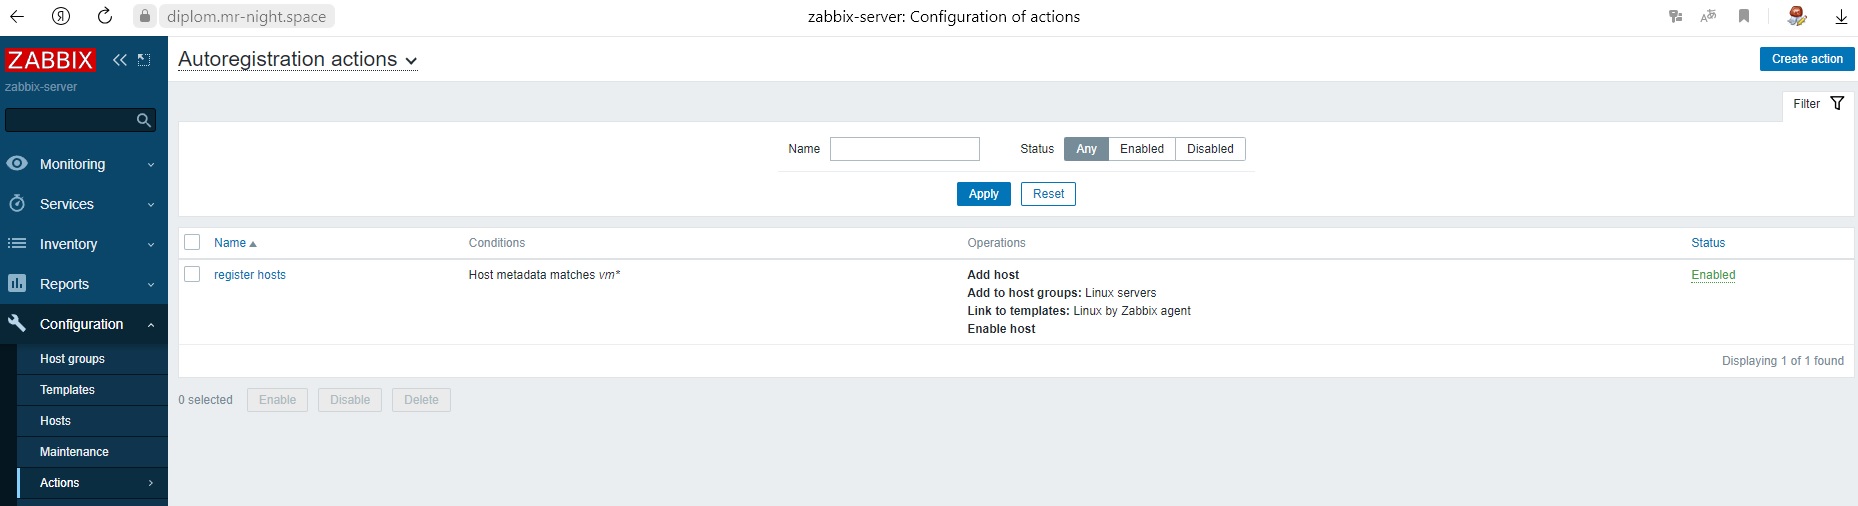 diplom.mr-night.space
zabbix-server: Configuration of actions
ZABBIX
zabbix-server
Monitoring
Services
Inventory
Reports
Configuration
Host groups
Templates
Hosts
Maintenance
Actions
Autoregistration actions
Create action
Filter
Name
Status Any Enabled Disabled
Apply Reset
Name Conditions Operations Status
register hosts Host metadata matches vm* Add host Enabled
Add to host groups: Linux servers
Link to templates: Linux by Zabbix agent
Enable host
Displaying 1 of 1 found
0 selected Enable Disable Delete